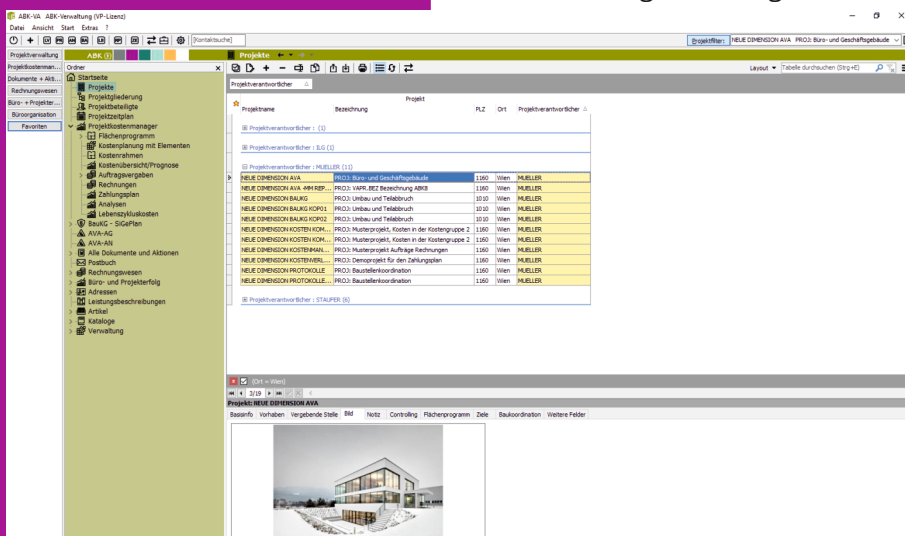 ABK-VA ABK-Verwaltung (VP-Lizenz)
Datei Ansicht Start Extras ?
[Kontaktsuche]
Projektfilter: NEUE DIMENSION AVA PROJ: Büro- und Geschäftsgebäude
Projektverwaltung
Projektkostenman...
Dokumente + Akti...
Rechnungswesen
Büro- + Projekter...
Büroorganisation
Favoriten
ABK
Ordner
Startseite
Projekte
Projektgliederung
Projektbeteiligte
Projektzeitplan
Projektkostenmanager
Flächenprogramm
Kostenplanung mit Elementen
Kostenrahmen
Kostenübersicht/Prognose
Auftragsvergaben
Rechnungen
Zahlungsplan
Analysen
Lebenszykluskosten
BauKG - SiGePlan
AVA-AG
AVA-AN
Alle Dokumente und Aktionen
Postbuch
Rechnungswesen
Büro- und Projekterfolg
Adressen
Leistungsbeschreibungen
Artikel
Kataloge
Verwaltung
Projekte
Layout Tabelle durchsuchen (Strg+E)
Projektverantwortlicher
Projekt
Projektname Bezeichnung PLZ Ort Projektverantwortlicher
Projektverantwortlicher : (1)
Projektverantwortlicher : ILG (1)
Projektverantwortlicher : MUELLER (11)
NEUE DIMENSION AVA PROJ: Büro- und Geschäftsgebäude 1160 Wien MUELLER
NEUE DIMENSION AVA -MM REP... PROJ: VAPR.BEZ Bezeichnung ABK8 1160 Wien MUELLER
NEUE DIMENSION BAUKG PROJ: Umbau und Teilabbruch 1010 Wien MUELLER
NEUE DIMENSION BAUKG KOP01 PROJ: Umbau und Teilabbruch 1010 Wien MUELLER
NEUE DIMENSION BAUKG KOP02 PROJ: Umbau und Teilabbruch 1010 Wien MUELLER
NEUE DIMENSION KOSTEN KOM... PROJ: Musterprojekt, Kosten in der Kostengruppe 2 1160 Wien MUELLER
NEUE DIMENSION KOSTEN KOM... PROJ: Musterprojekt, Kosten in der Kostengruppe 2 1160 Wien MUELLER
NEUE DIMENSION KOSTENMAN... PROJ: Musterprojekt Aufträge Rechnungen 1160 Wien MUELLER
NEUE DIMENSION KOSTENVERL... PROJ: Demoprojekt für den Zahlungsplan 1160 Wien MUELLER
NEUE DIMENSION PROTOKOLLE PROJ: Baustellenkoordination 1160 Wien MUELLER
NEUE DIMENSION PROTOKOLLE... PROJ: Baustellenkoordination 1160 Wien MUELLER
Projektverantwortlicher : STAUFER (6)
(Ort = Wien)
3/19
Projekt: NEUE DIMENSION AVA
Basisinfo Vorhaben Vergebende Stelle Bild Notiz Controlling Flächenprogramm Ziele Baukoordination Weitere Felder